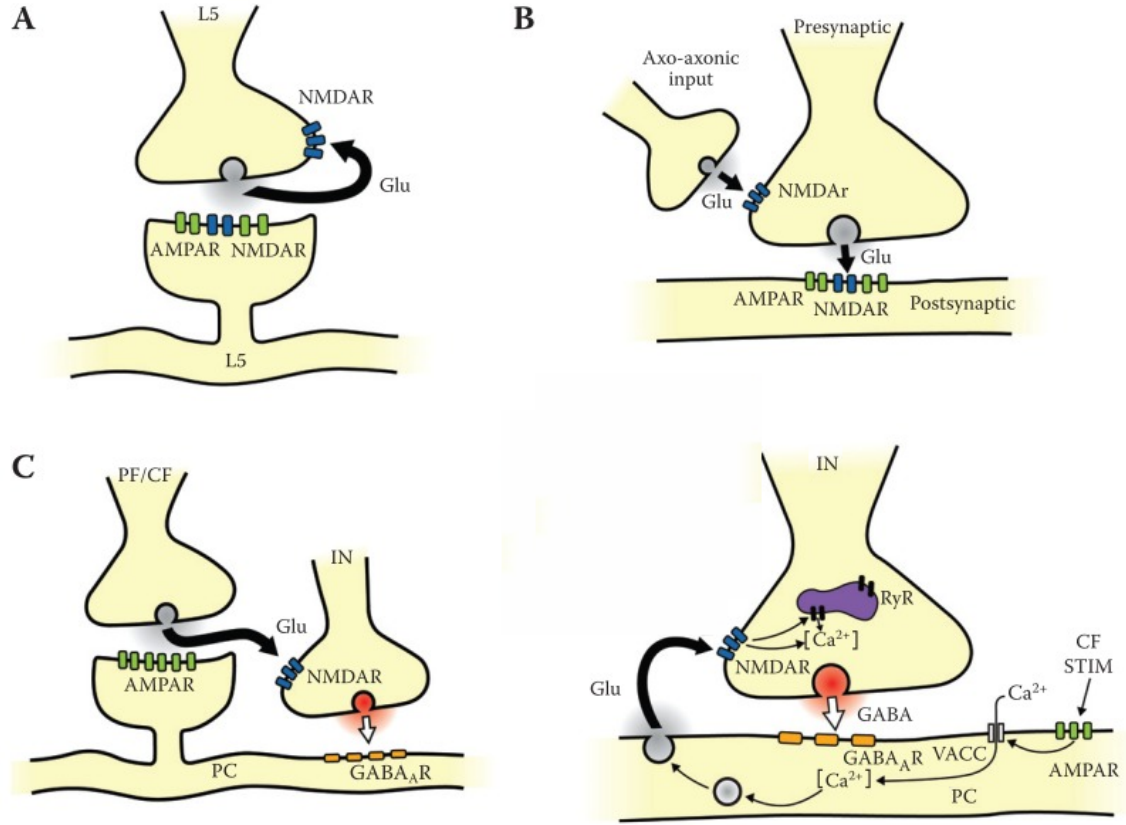 A
L5
NMDAR
Glu
AMPAR NMDAR
L5
B
Presynaptic
Axo-axonic
input
NMDAr
Glu
Glu
AMPAR
NMDAR
Postsynaptic
C
PF/CF
IN
Glu
NMDAR
AMPAR
PC
GABAAR
IN
RyR
[Ca2+]
NMDAR
Glu
CF
STIM
Ca2+
GABA
GABAAR
VACC
AMPAR
[Ca2+]
PC